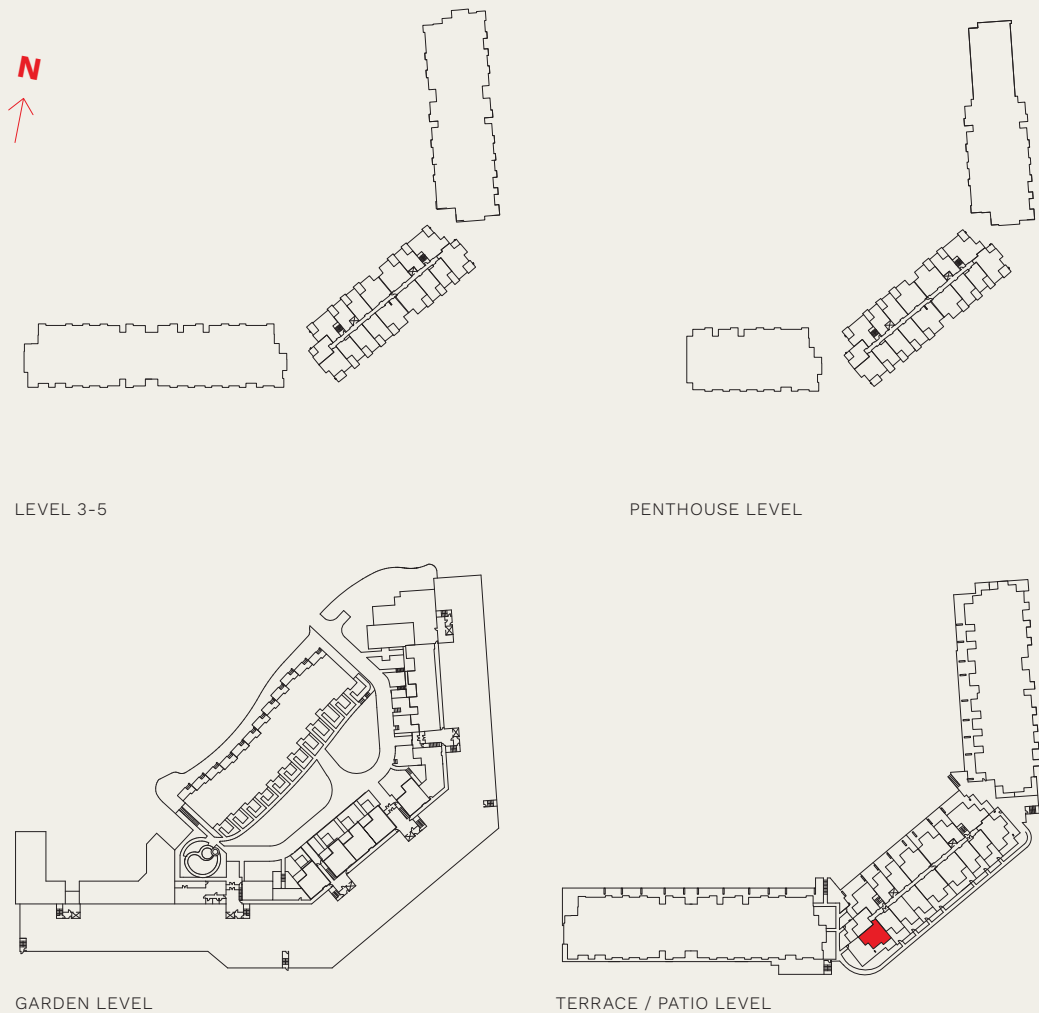 N
LEVEL 3-5
PENTHOUSE LEVEL
GARDEN LEVEL
TERRACE / PATIO LEVEL